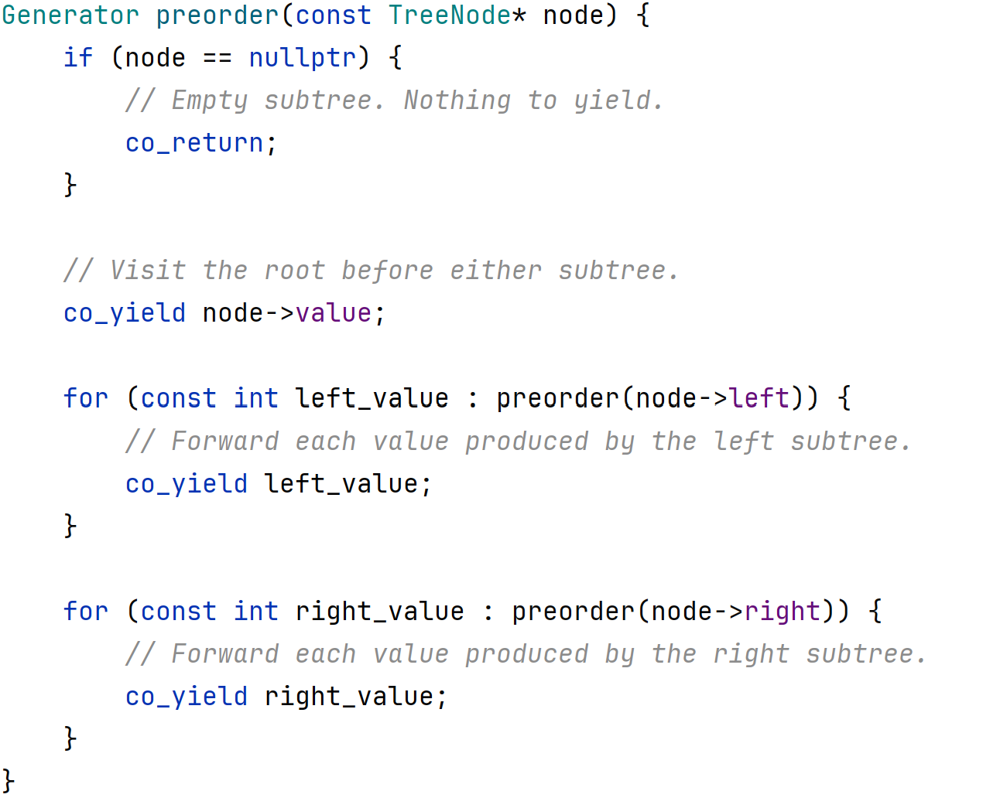 Generator preorder(const TreeNode* node) {
    if (node == nullptr) {
        // Empty subtree. Nothing to yield.
        co_return;
    }

    // Visit the root before either subtree.
    co_yield node->value;

    for (const int left_value : preorder(node->left)) {
        // Forward each value produced by the left subtree.
        co_yield left_value;
    }

    for (const int right_value : preorder(node->right)) {
        // Forward each value produced by the right subtree.
        co_yield right_value;
    }
}